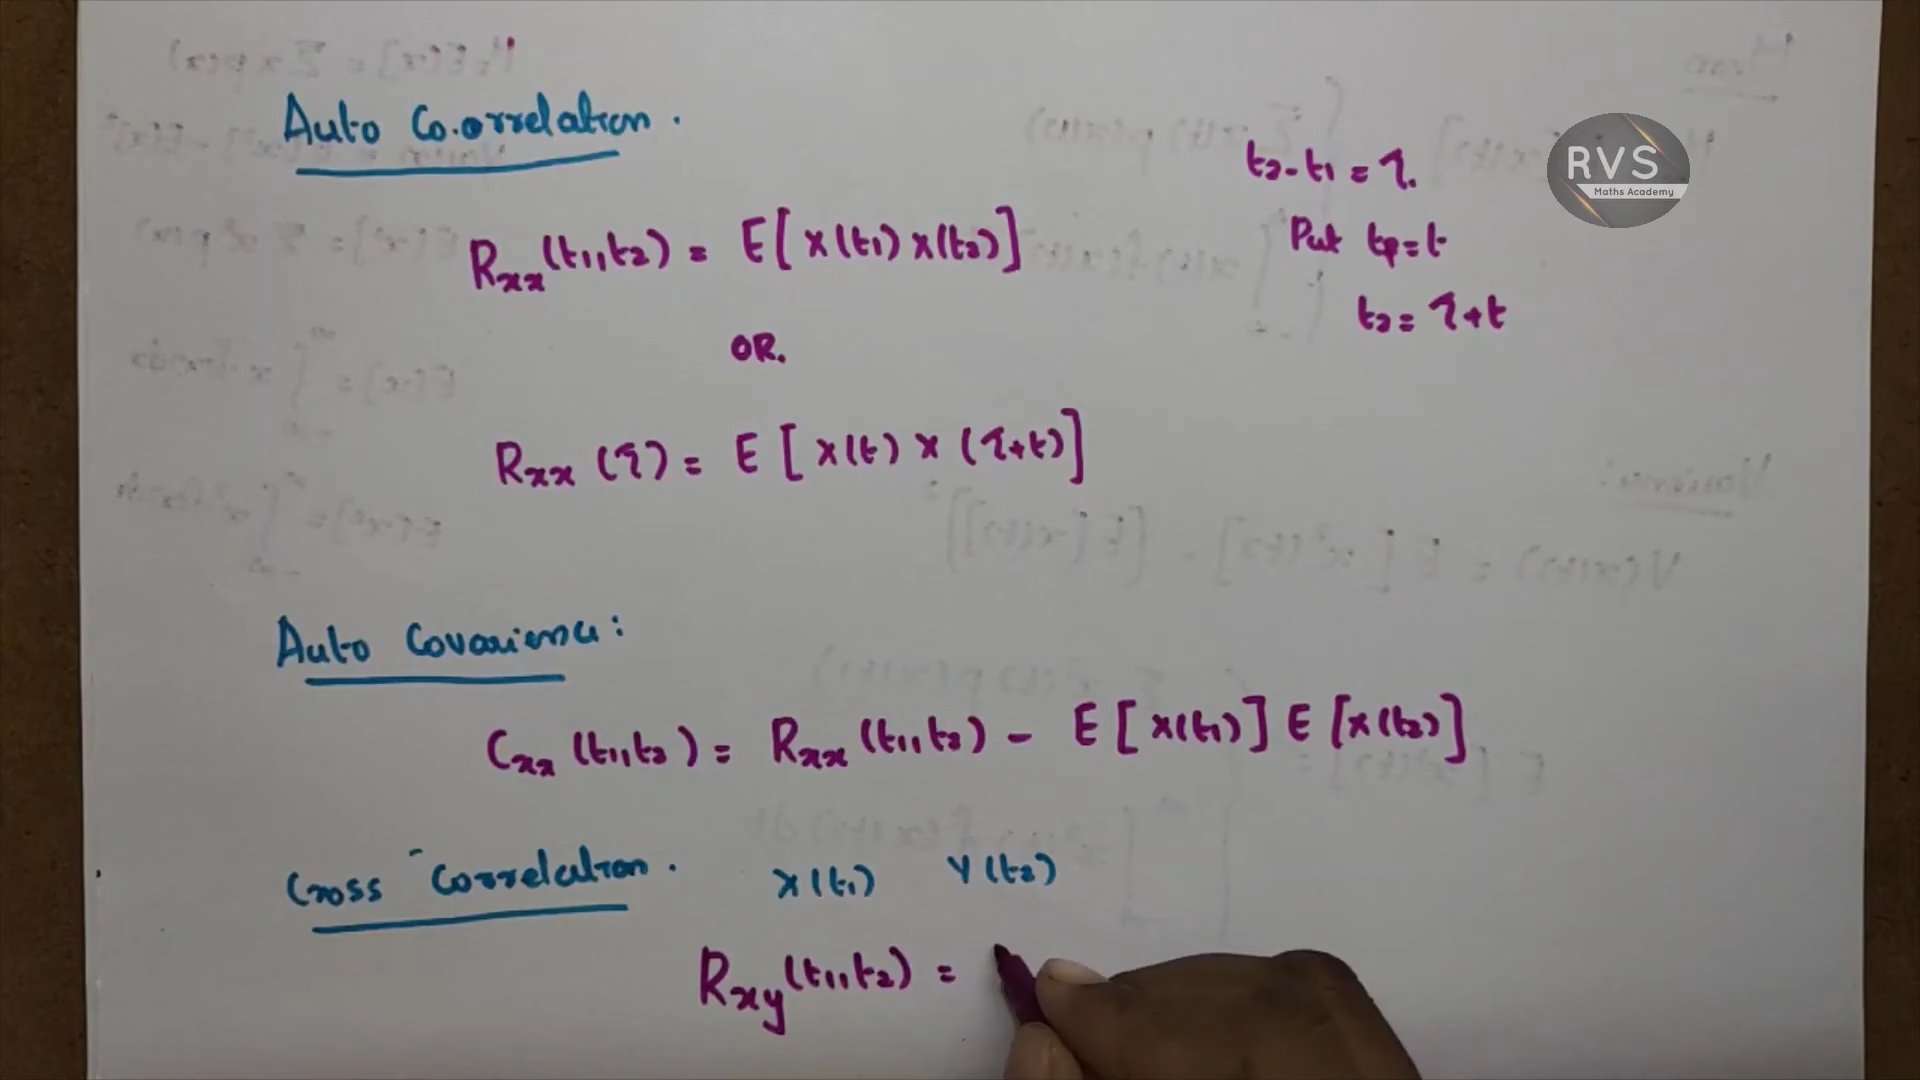 Auto Co.orrelation.
RVS
Maths Academy
t2-t1 = τ.
Put t1=t
t2 = τ+t
Rxx(t1,t2) = E[x(t1) x(t2)]
OR.
Rxx (τ) = E [x(t) x (τ+t)]
Auto Covarience:
Cxx (t1,t2) = Rxx (t1,t2) - E[x(t1)] E[x(t2)]
Cross-Correlation. X(t1) Y(t2)
Rxy(t1,t2) =